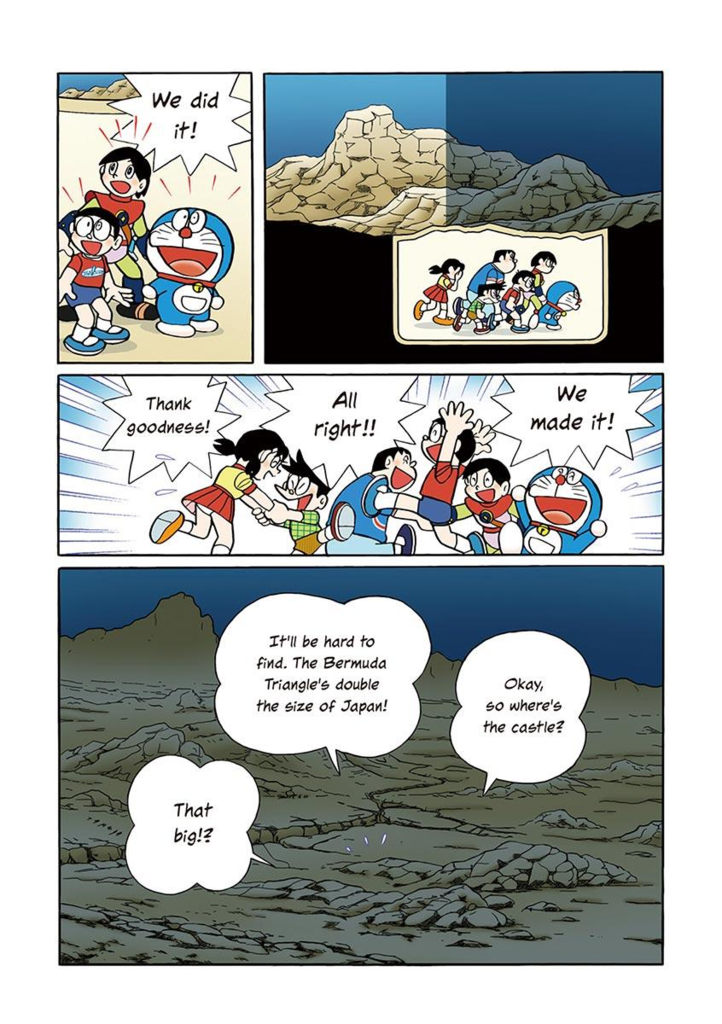 We did
it!
We
made it!
All
right!!
Thank
goodness!
Okay,
so where's
the castle?
It'll be hard to
find. The Bermuda
Triangle's double
the size of Japan!
That
big!?